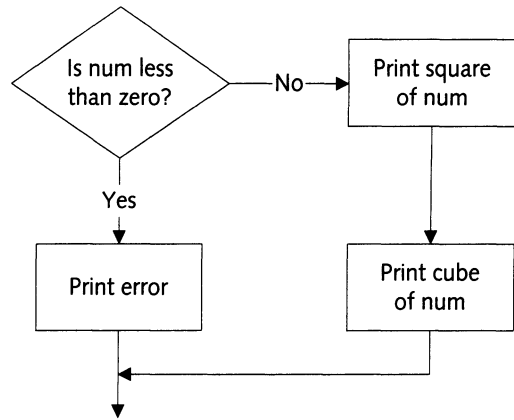 Is num less
than zero?
No
Print square
of num
Yes
Print error
Print cube
of num